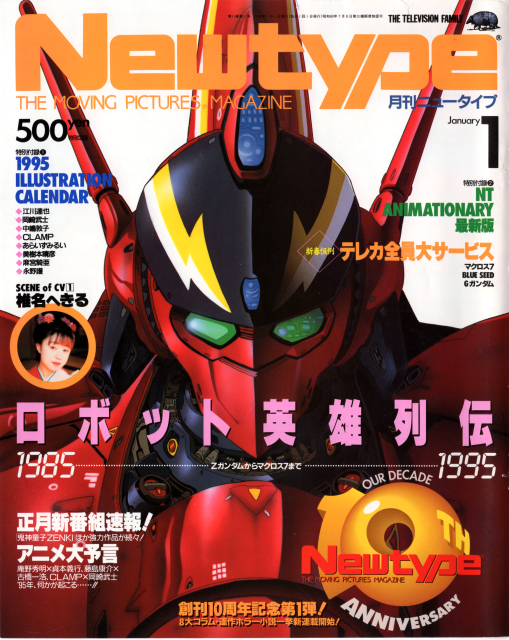 THE TELEVISION FAMILY
Newtype
THE MOVING PICTURES MAGAZINE
月刊ニュータイプ
500yen
January
1
特別付録1
1995
ILLUSTRATION
CALENDAR
◆江川達也
◆岡崎武士
◆中嶋敦子
◆CLAMP
◆あらいずみるい
◆美樹本晴彦
◆麻宮騎亜
◆永野護
特別付録2
NT
ANIMATIONARY
最新版
新春恒例
テレカ全員大サービス
マクロス7
BLUE SEED
Gガンダム
SCENE of CV1
椎名へきる
ロボット英雄列伝
1985
Zガンダムからマクロス7まで
1995
正月新番組速報!
鬼神童子ZENKIほか強力作品が続々!
アニメ大予言
庵野秀明×貞本義行、藤島康介×
古橋一浩、CLAMP×岡崎武士
'95年、何かが起こる……!!
OUR DECADE
10TH
Newtype
THE MOVING PICTURES MAGAZINE
ANNIVERSARY
創刊10周年記念第1弾!
8大コラム・連作ホラー小説一挙新連載開始!